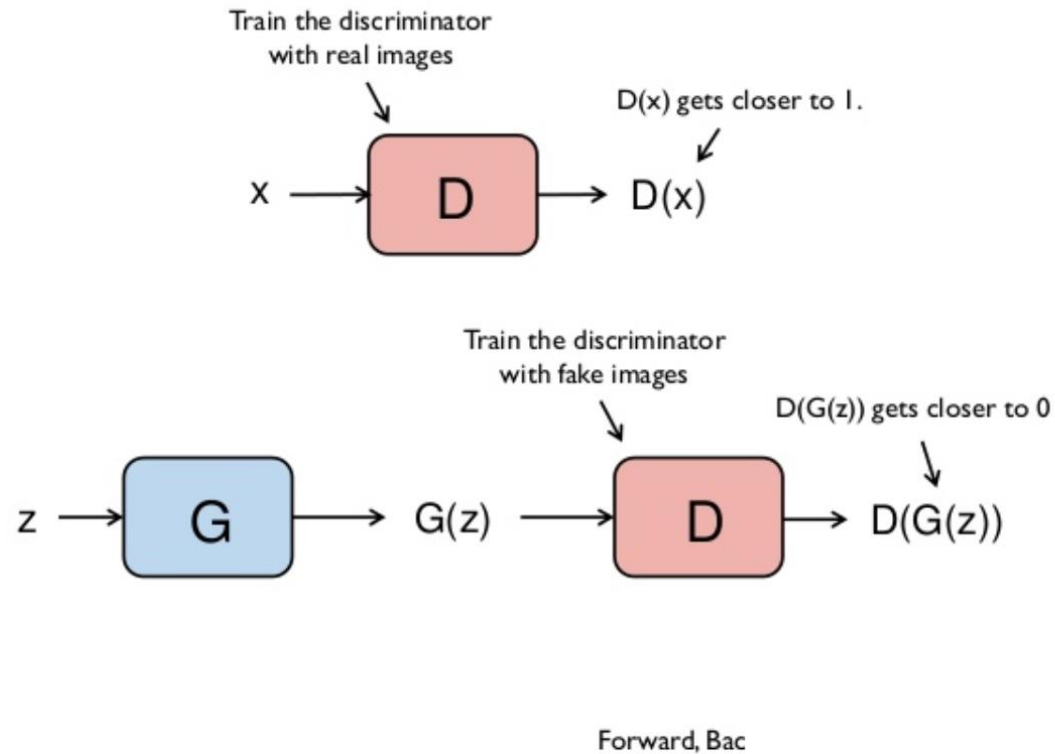 Train the discriminator
with real images
D(x) gets closer to 1.
x
D
D(x)
Train the discriminator
with fake images
D(G(z)) gets closer to 0
z
G
G(z)
D
D(G(z))
Forward, Bac